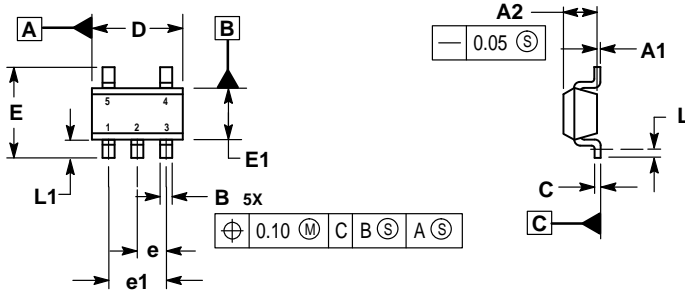 A D B
5 4
1 2 3
E
E1
L1
B 5X
⌖ 0.10 Ⓜ C B Ⓢ A Ⓢ
e
e1
A2
— 0.05 Ⓢ
A1
L
C
C